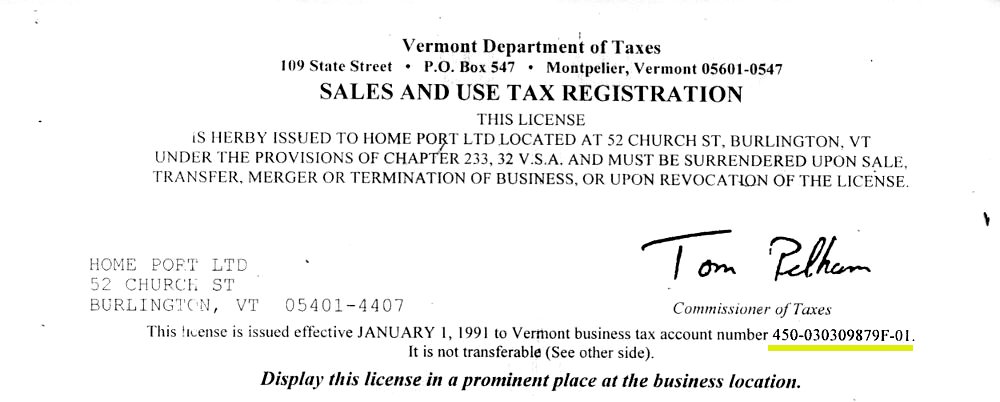 Vermont Department of Taxes
109 State Street • P.O. Box 547 • Montpelier, Vermont 05601-0547
SALES AND USE TAX REGISTRATION
THIS LICENSE
IS HERBY ISSUED TO HOME PORT LTD LOCATED AT 52 CHURCH ST, BURLINGTON, VT
UNDER THE PROVISIONS OF CHAPTER 233, 32 V.S.A. AND MUST BE SURRENDERED UPON SALE,
TRANSFER, MERGER OR TERMINATION OF BUSINESS, OR UPON REVOCATION OF THE LICENSE.
Tom Pelham
HOME PORT LTD
52 CHURCH ST
BURLINGTON, VT 05401-4407
Commissioner of Taxes
This license is issued effective JANUARY 1, 1991 to Vermont business tax account number 450-030309879F-01.
It is not transferable (See other side).
Display this license in a prominent place at the business location.